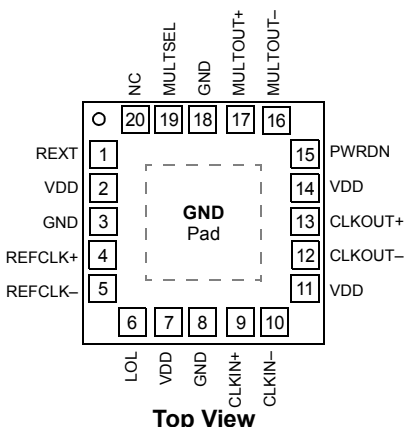 NC
MULTSEL
GND
MULTOUT+
MULTOUT–
20
19
18
17
16
REXT 1
VDD 2
GND 3
REFCLK+ 4
REFCLK– 5
GND
Pad
15 PWRDN
14 VDD
13 CLKOUT+
12 CLKOUT–
11 VDD
6
7
8
9
10
LOL
VDD
GND
CLKIN+
CLKIN–
Top View